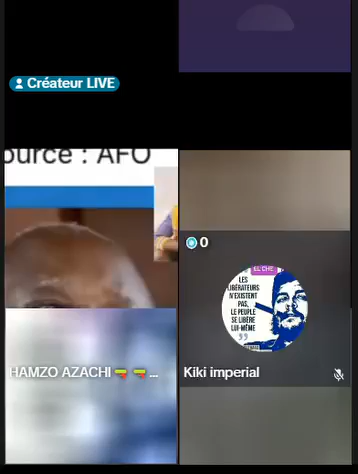 Créateur LIVE
ource : AFO
0
EL CHE
LES
LIBÉRATEURS
N'EXISTENT
PAS,
LE PEUPLE
SE LIBÈRE
LUI-MÊME
HAMZO AZACHI ...
Kiki imperial